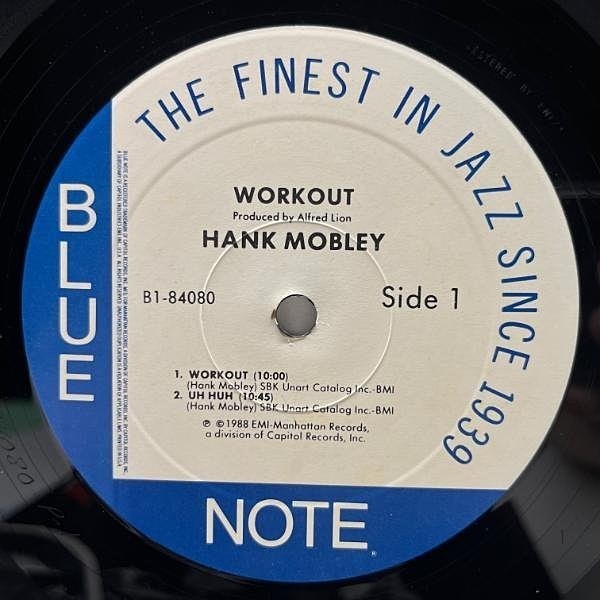 THE FINEST IN JAZZ SINCE 1939
BLUE
NOTE
WORKOUT
Produced by Alfred Lion
HANK MOBLEY
B1-84080
Side 1
1. WORKOUT (10:00)
(Hank Mobley) SBK Unart Catalog Inc.-BMI
2. UH HUH (10:45)
(Hank Mobley) SBK Unart Catalog Inc.-BMI
℗ © 1988 EMI-Manhattan Records,
a division of Capitol Records, Inc.